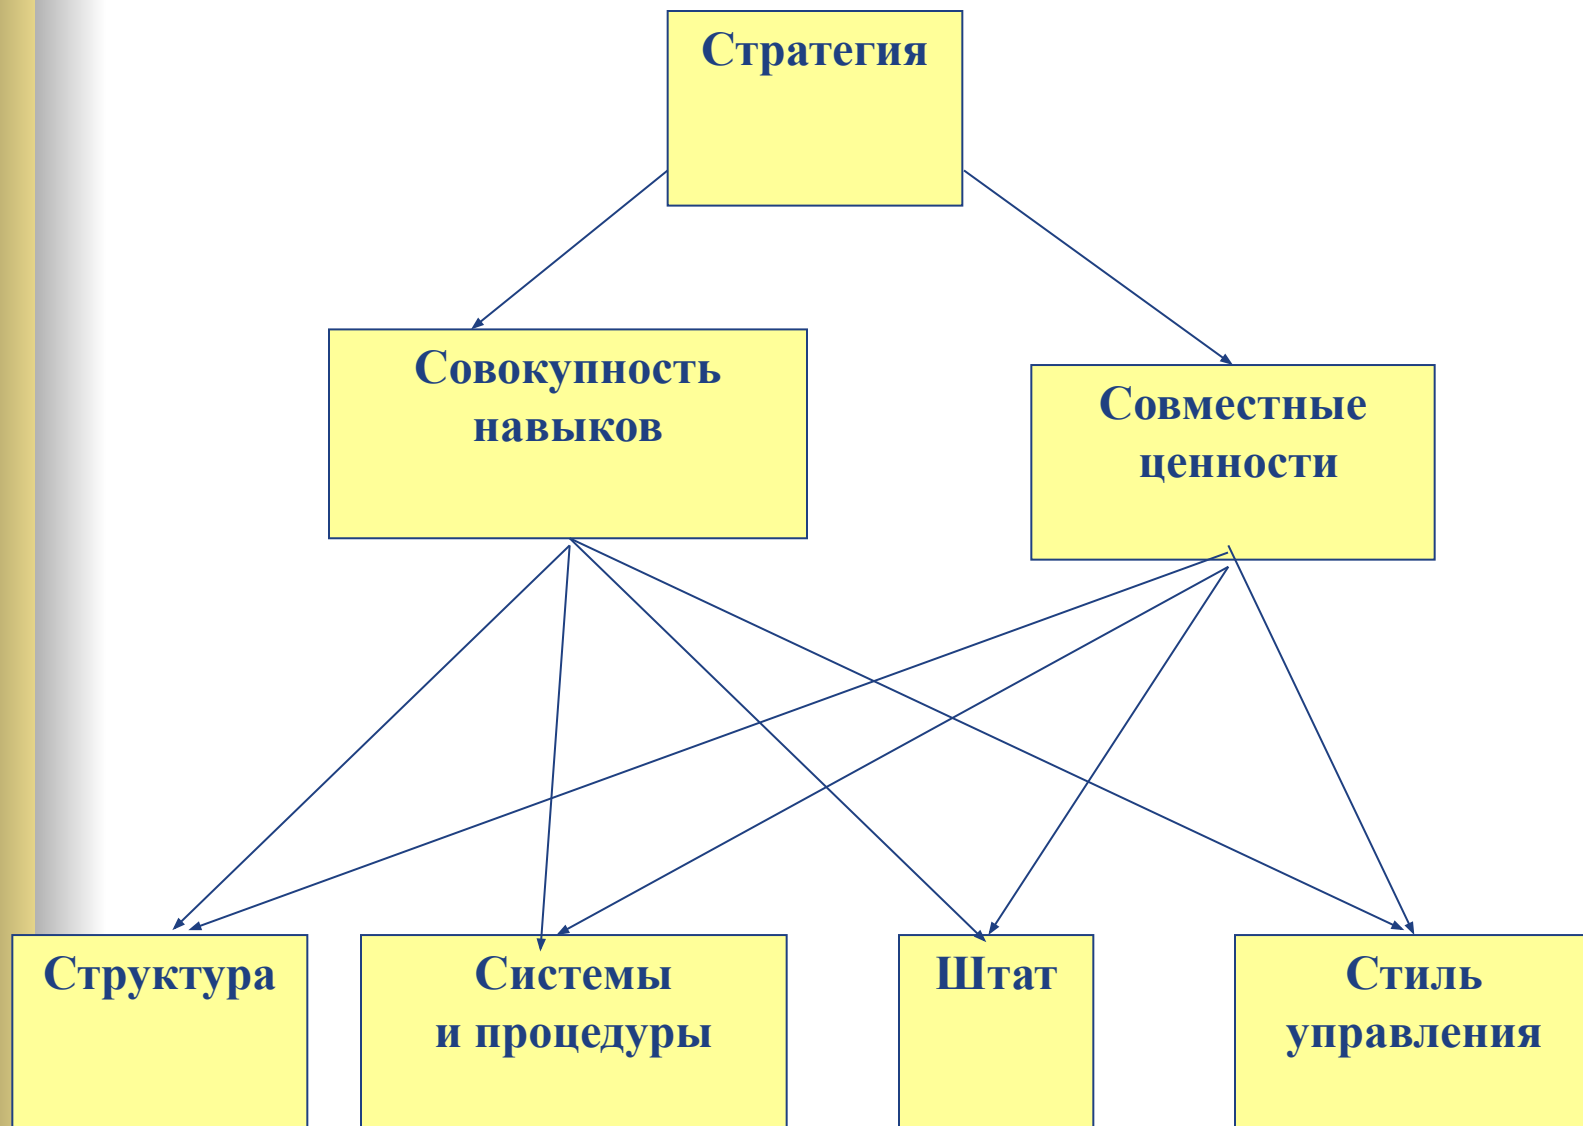 Стратегия
Совокупность
навыков
Совместные
ценности
Структура
Системы
и процедуры
Штат
Стиль
управления